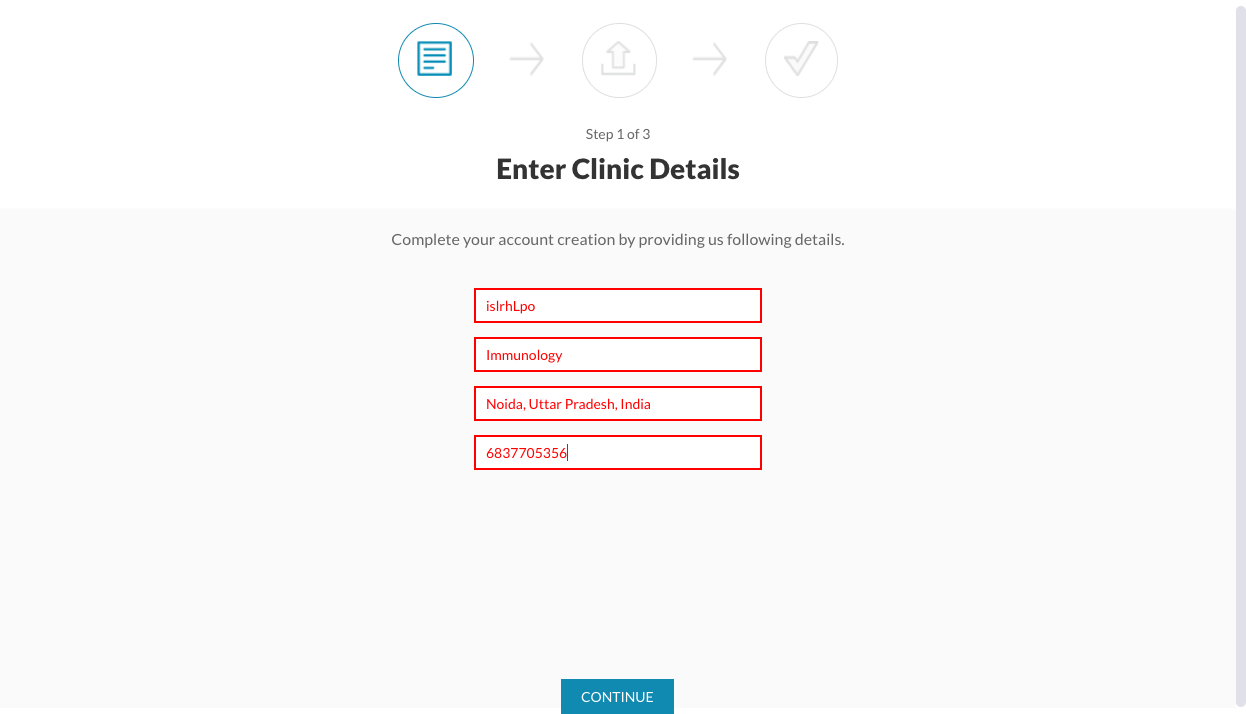 Step 1 of 3
Enter Clinic Details
Complete your account creation by providing us following details.
islrhLpo
Immunology
Noida, Uttar Pradesh, India
6837705356
CONTINUE